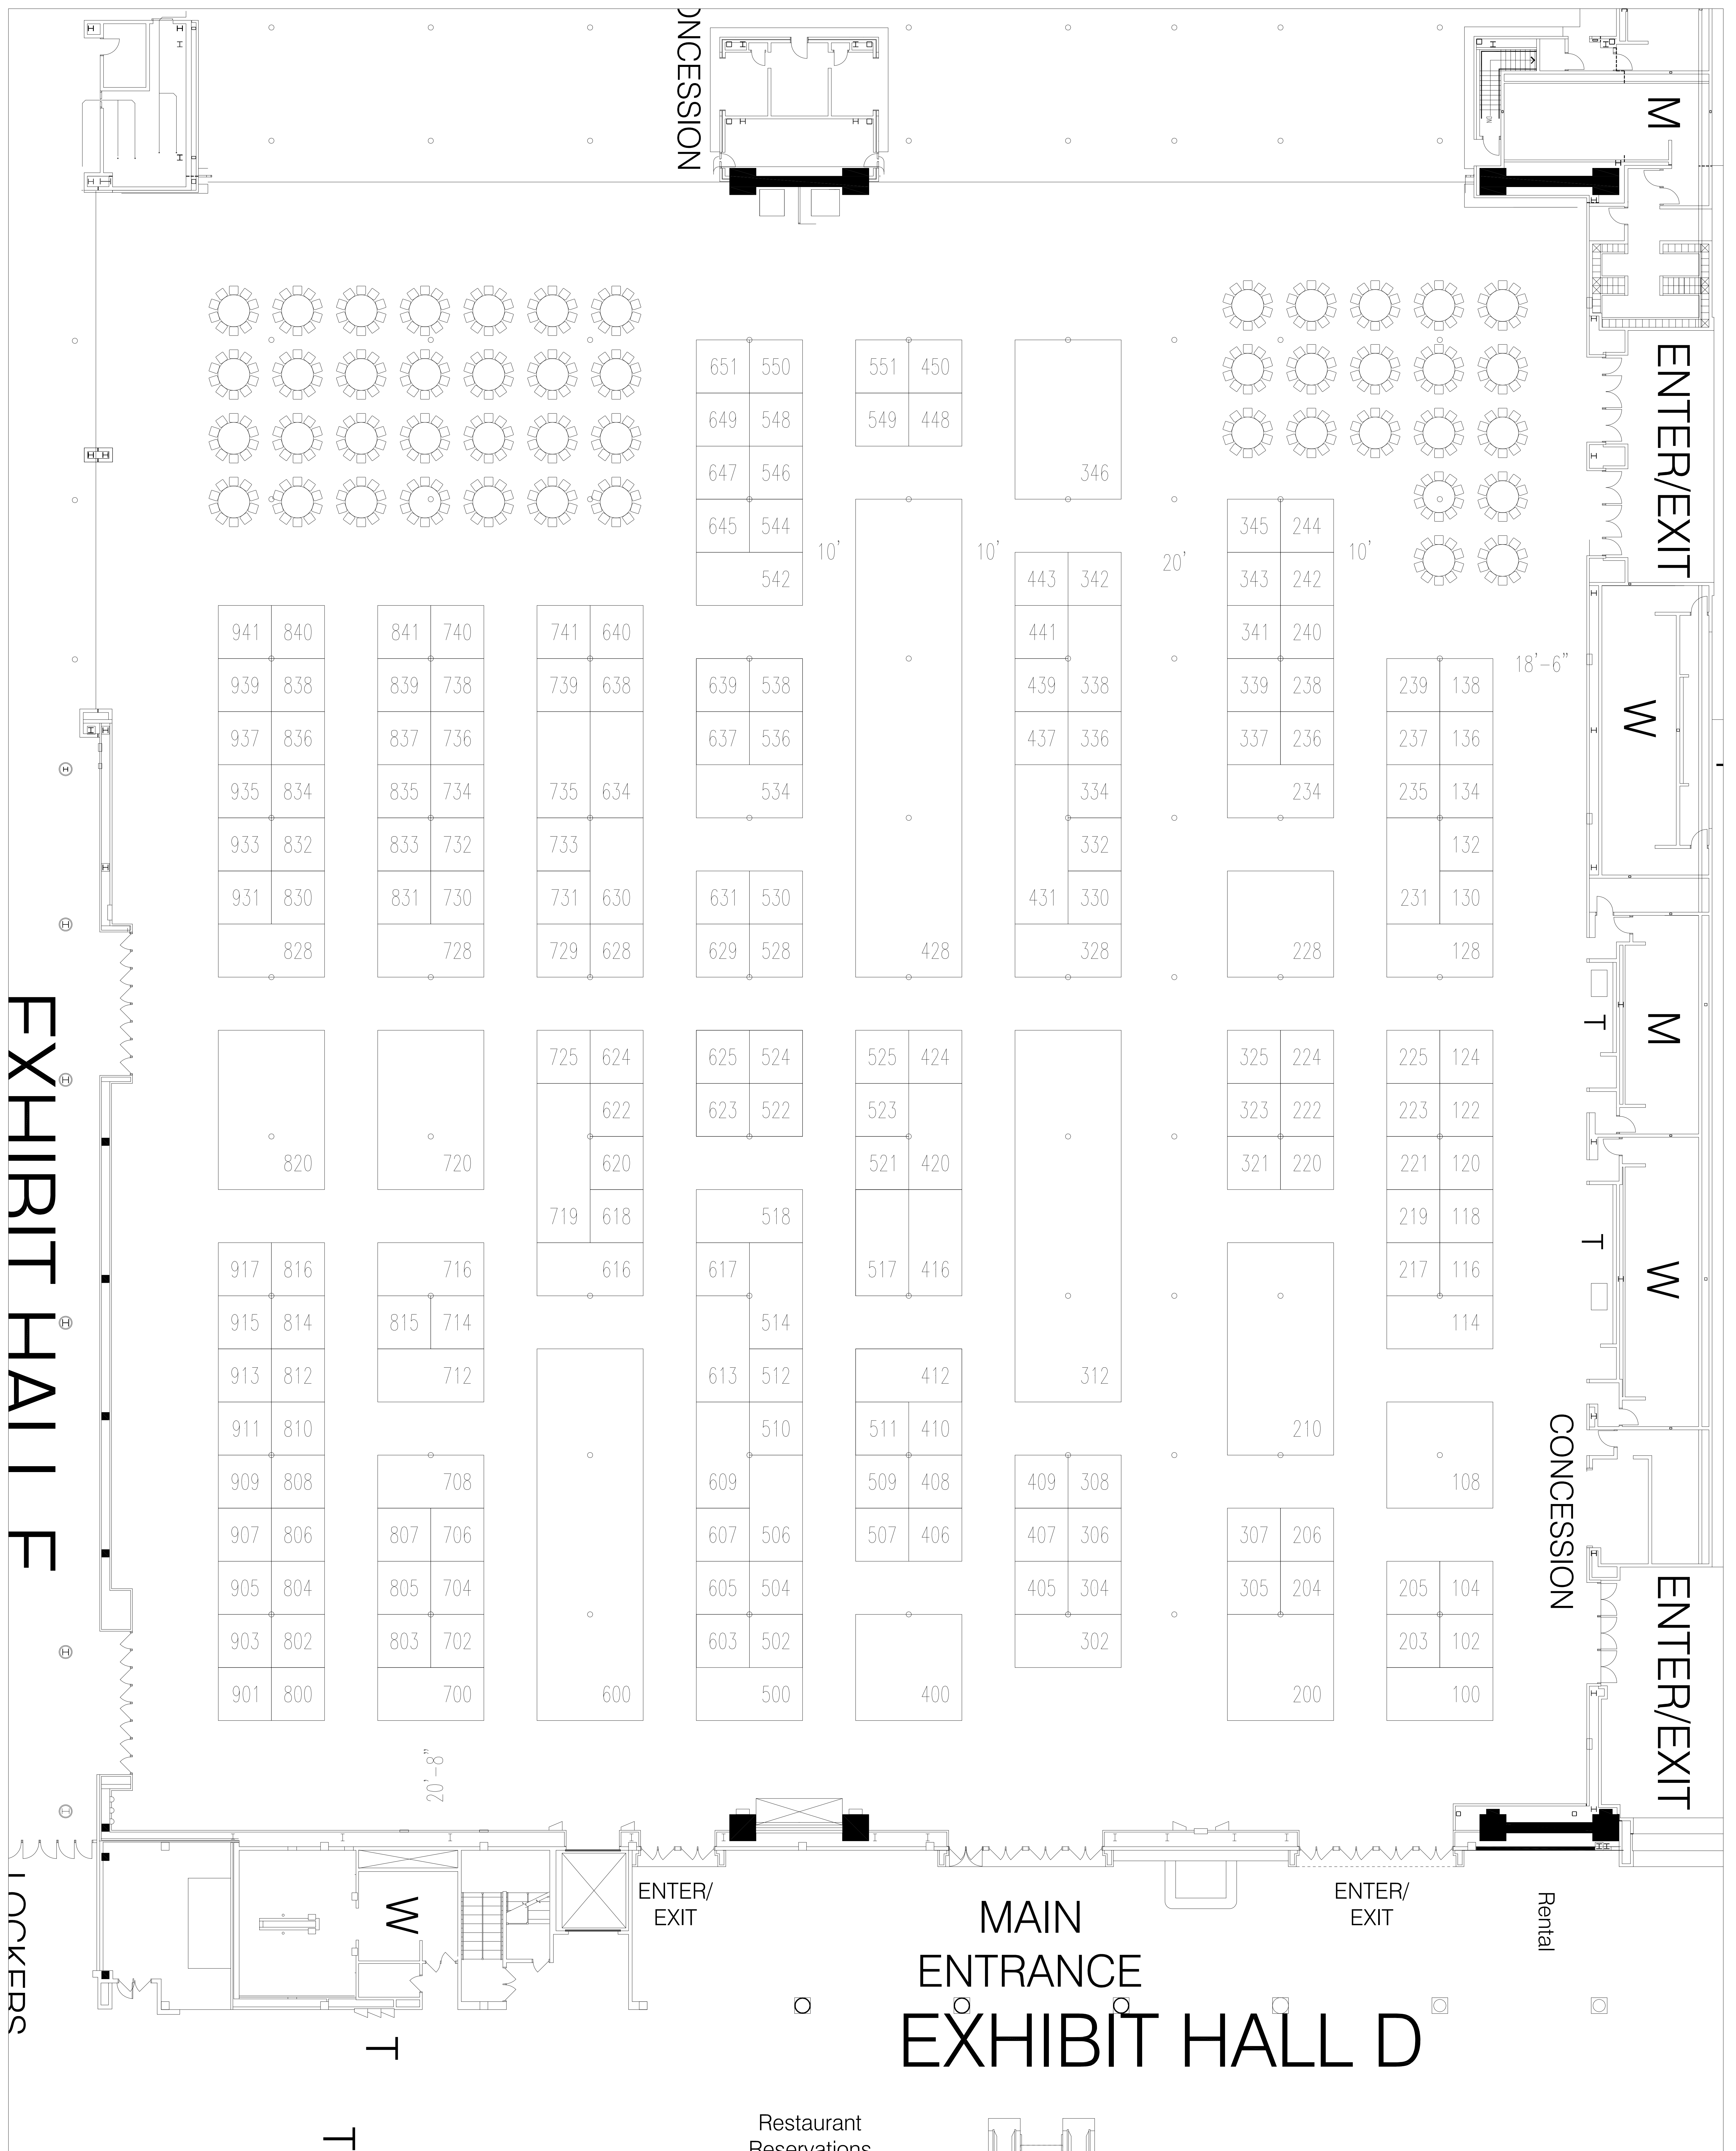 CONCESSION
M
DN
ENTER/EXIT
651 550 551 450
649 548 549 448
647 546 346
645 544 345 244
10' 10' 20' 10'
542 443 342 343 242
941 840 841 740 741 640 441 341 240
18'-6"
939 838 839 738 739 638 639 538 439 338 339 238 239 138
W
937 836 837 736 637 536 437 336 337 236 237 136
935 834 835 734 735 634 534 334 234 235 134
933 832 833 732 733 332 132
931 830 831 730 731 630 631 530 431 330 231 130
828 728 729 628 629 528 428 328 228 128
EXHIBIT HALL E
M
T
725 624 625 524 525 424 325 224 225 124
622 623 522 523 323 222 223 122
820 720 620 521 420 321 220 221 120
719 618 518 219 118
T
W
917 816 716 616 617 517 416 217 116
915 814 815 714 514 114
913 812 712 613 512 412 312
911 810 510 511 410 210
CONCESSION
909 808 708 609 509 408 409 308 108
907 806 807 706 607 506 507 406 407 306 307 206
905 804 805 704 605 504 405 304 305 204 205 104
ENTER/EXIT
903 802 803 702 603 502 302 203 102
901 800 700 600 500 400 200 100
20'-8"
LOCKERS
W
ENTER/
EXIT
MAIN
ENTRANCE
ENTER/
EXIT
Rental
EXHIBIT HALL D
T
T
Restaurant
Reservations